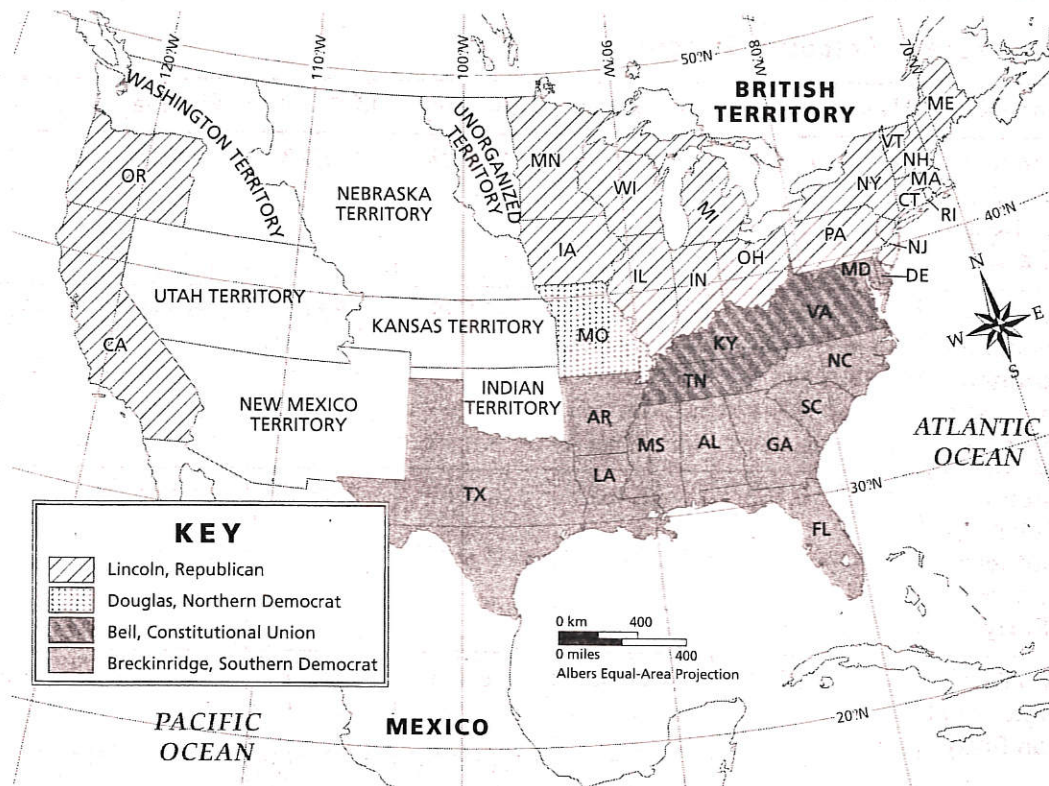 120?W
110?W
100?W
90?W
50?N
80?W
70?W
WASHINGTON TERRITORY
UNORGANIZED
TERRITORY
BRITISH
TERRITORY
ME
VT
NH
MA
NY
CT
RI
40?N
OR
MN
WI
MI
NEBRASKA
TERRITORY
PA
NJ
IA
OH
IL
IN
MD
DE
N
E
W
S
UTAH TERRITORY
KANSAS TERRITORY
MO
VA
KY
CA
NC
TN
NEW MEXICO
TERRITORY
INDIAN
TERRITORY
AR
SC
MS
AL
GA
ATLANTIC
OCEAN
LA
TX
30?N
FL
KEY
Lincoln, Republican
Douglas, Northern Democrat
Bell, Constitutional Union
Breckinridge, Southern Democrat
0 km 400
0 miles 400
Albers Equal-Area Projection
PACIFIC
OCEAN
MEXICO
20?N